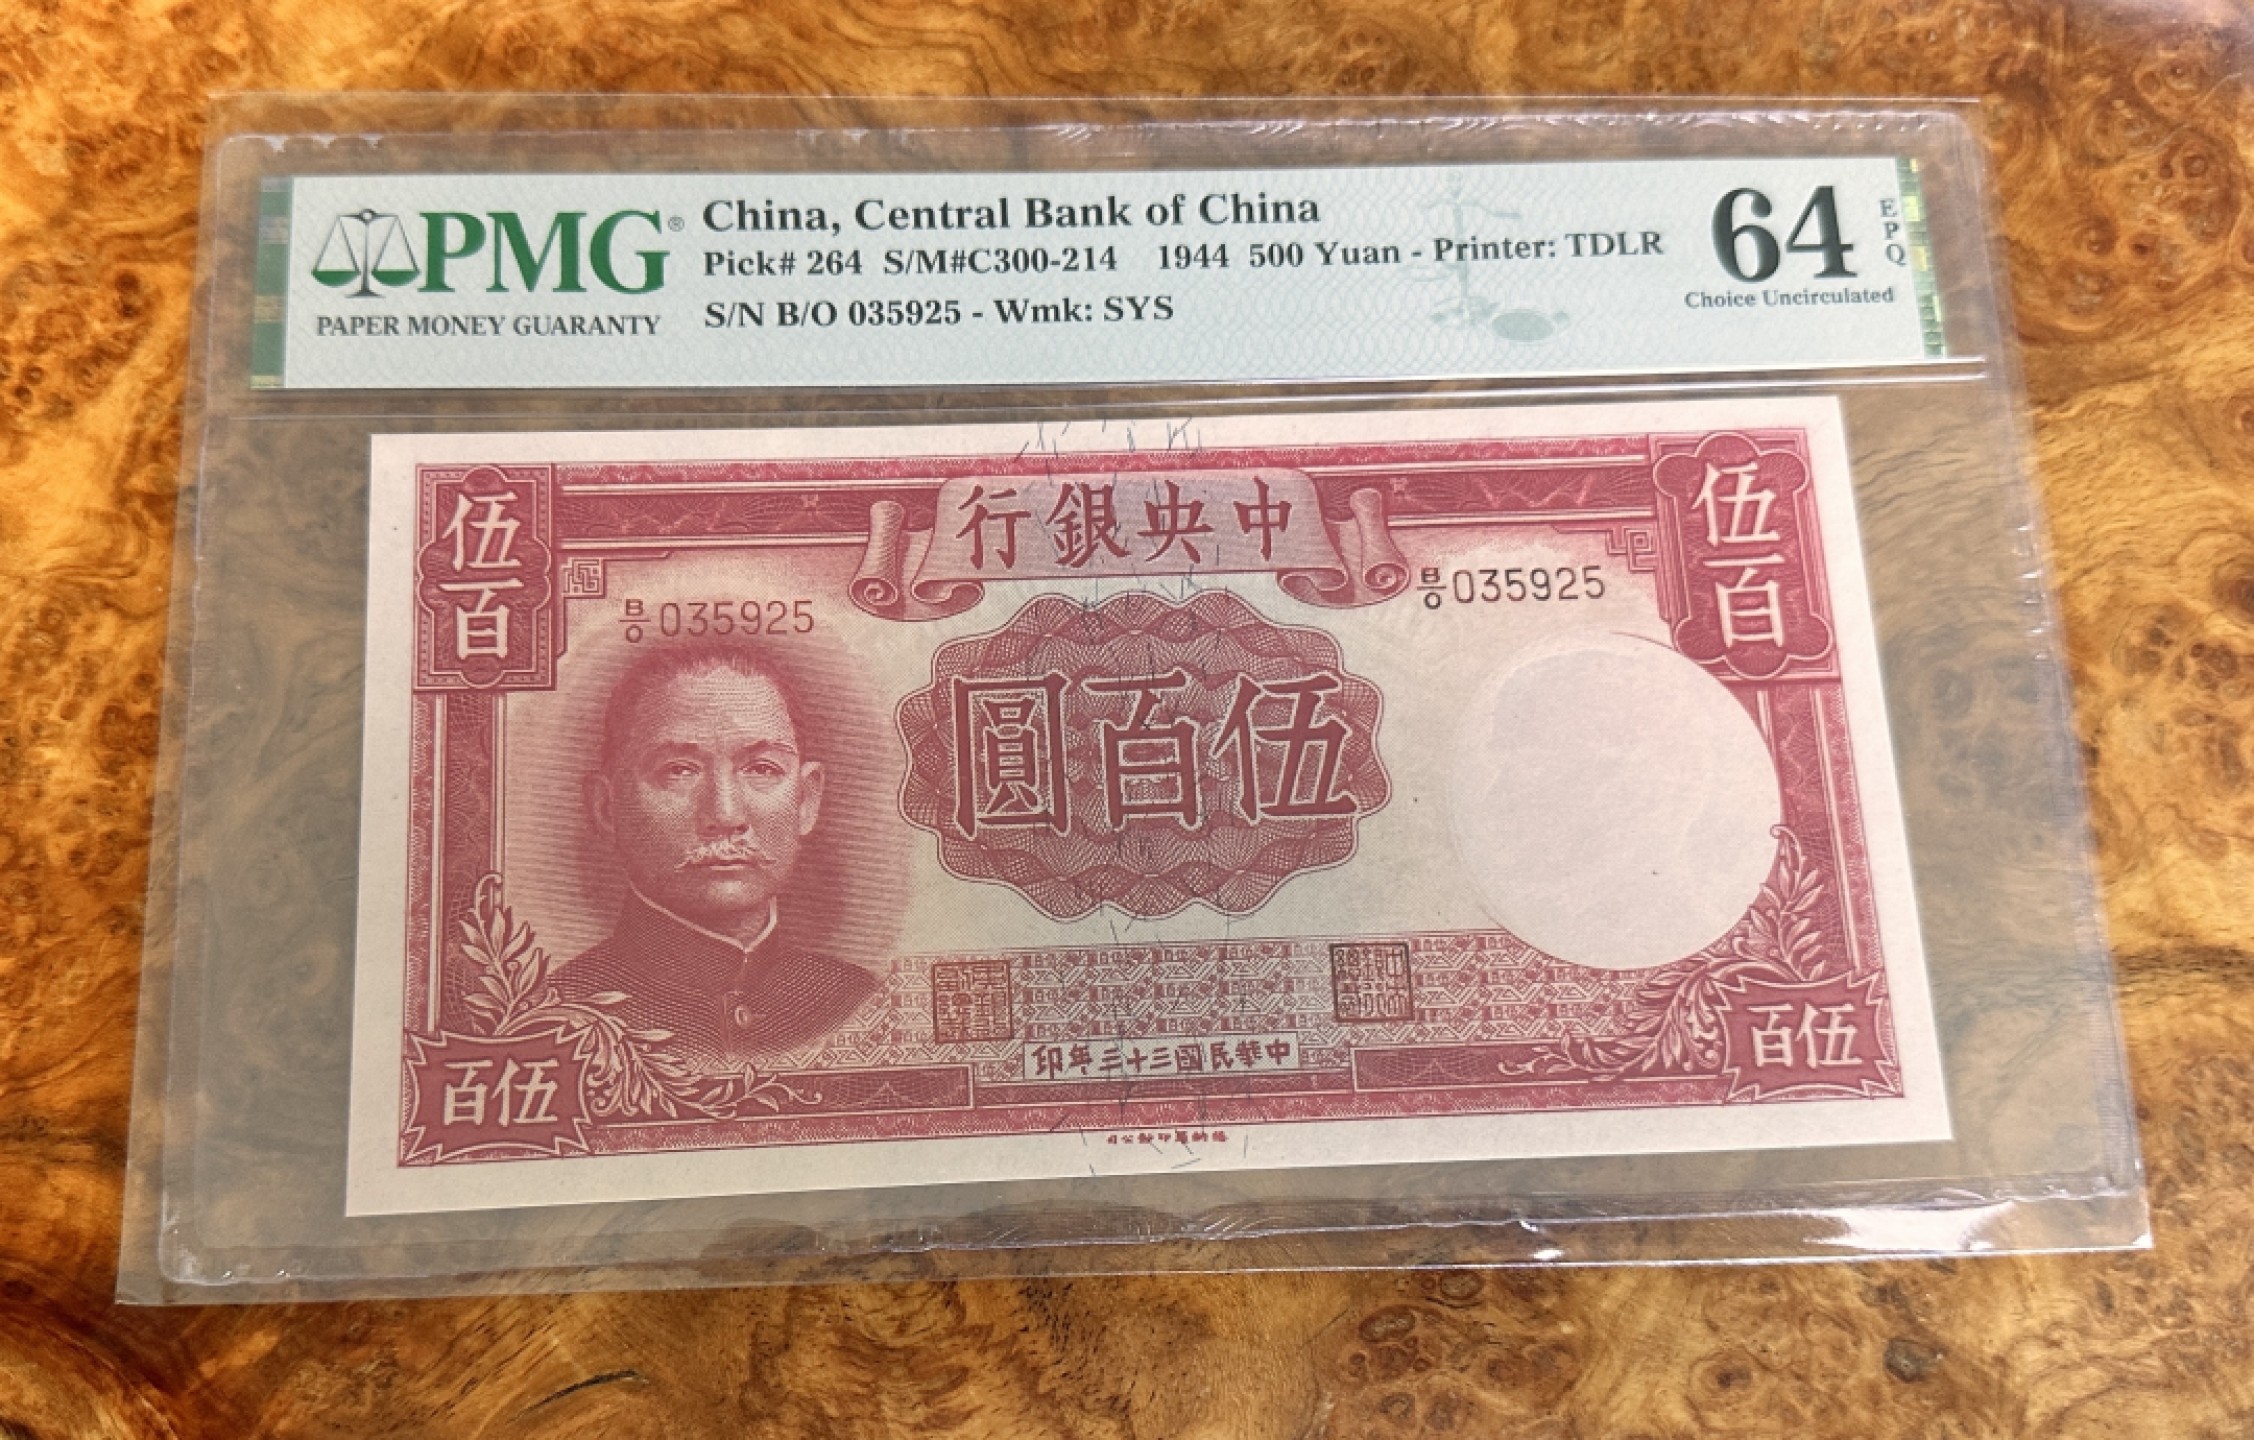 PMG®
PAPER MONEY GUARANTY
China, Central Bank of China
Pick# 264 S/M#C300-214 1944 500 Yuan - Printer: TDLR
S/N B/O 035925 - Wmk: SYS
64
EPQ
Choice Uncirculated
伍百
行銀央中
伍百
B/O 035925
B/O 035925
圓百伍
印年三十三國民華中
百伍
百伍